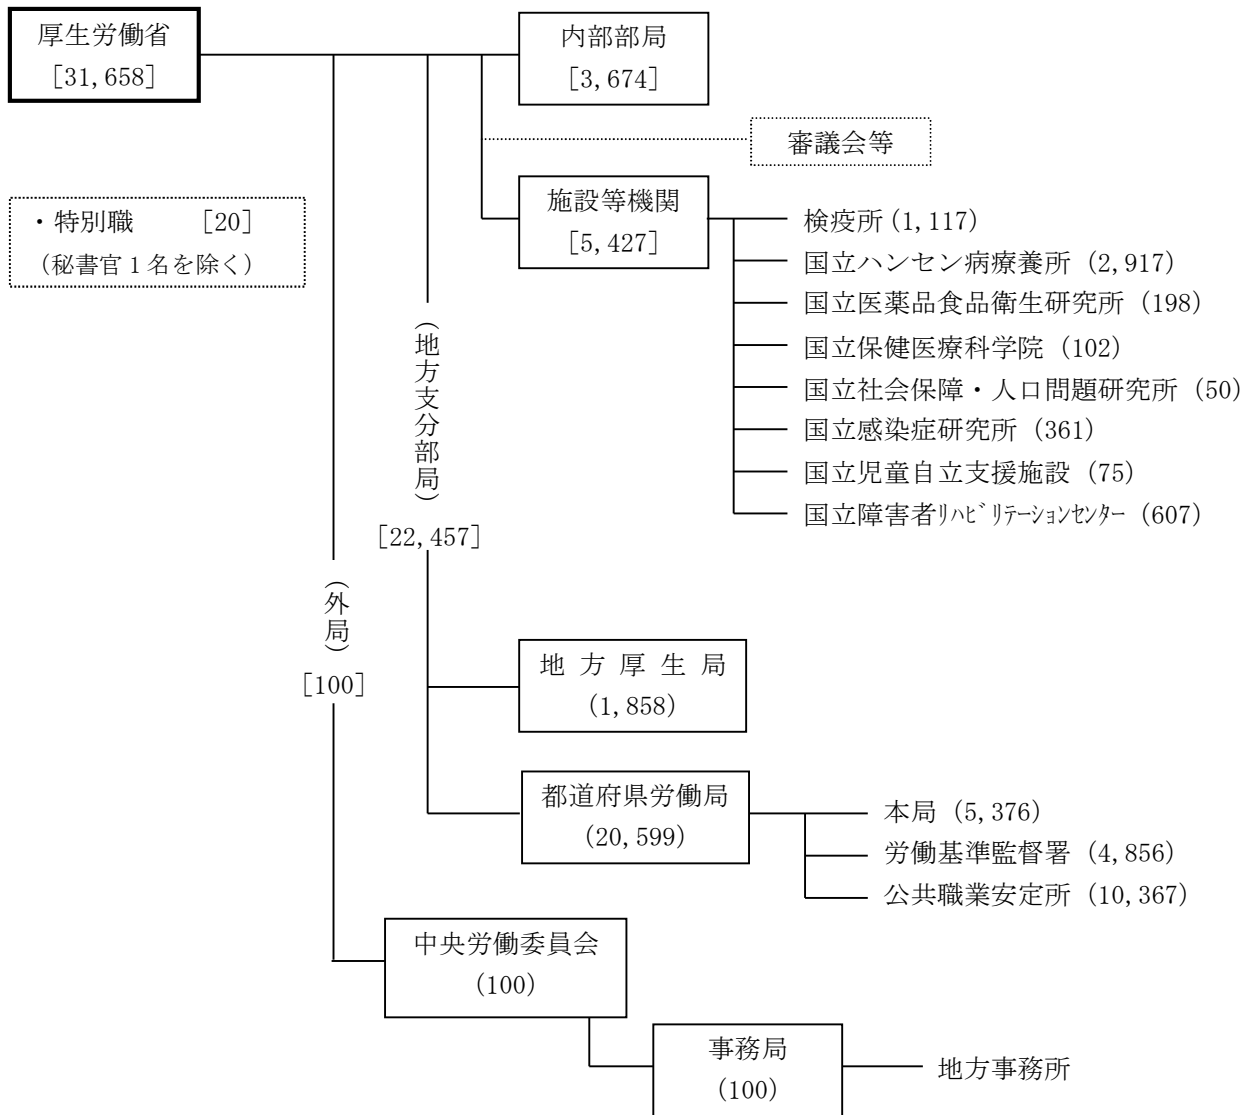 厚生労働省
[31,658]
内部部局
[3,674]
審議会等
施設等機関
[5,427]
・特別職 [20]
(秘書官1名を除く)
検疫所(1,117)
国立ハンセン病療養所 (2,917)
国立医薬品食品衛生研究所 (198)
国立保健医療科学院 (102)
国立社会保障・人口問題研究所 (50)
国立感染症研究所 (361)
国立児童自立支援施設 (75)
国立障害者ﾘﾊﾋﾞﾘﾃｰｼｮﾝｾﾝﾀｰ (607)
(地方支分部局)
[22,457]
(外局)
[100]
地方厚生局
(1,858)
都道府県労働局
(20,599)
本局 (5,376)
労働基準監督署 (4,856)
公共職業安定所 (10,367)
中央労働委員会
(100)
事務局
(100)
地方事務所